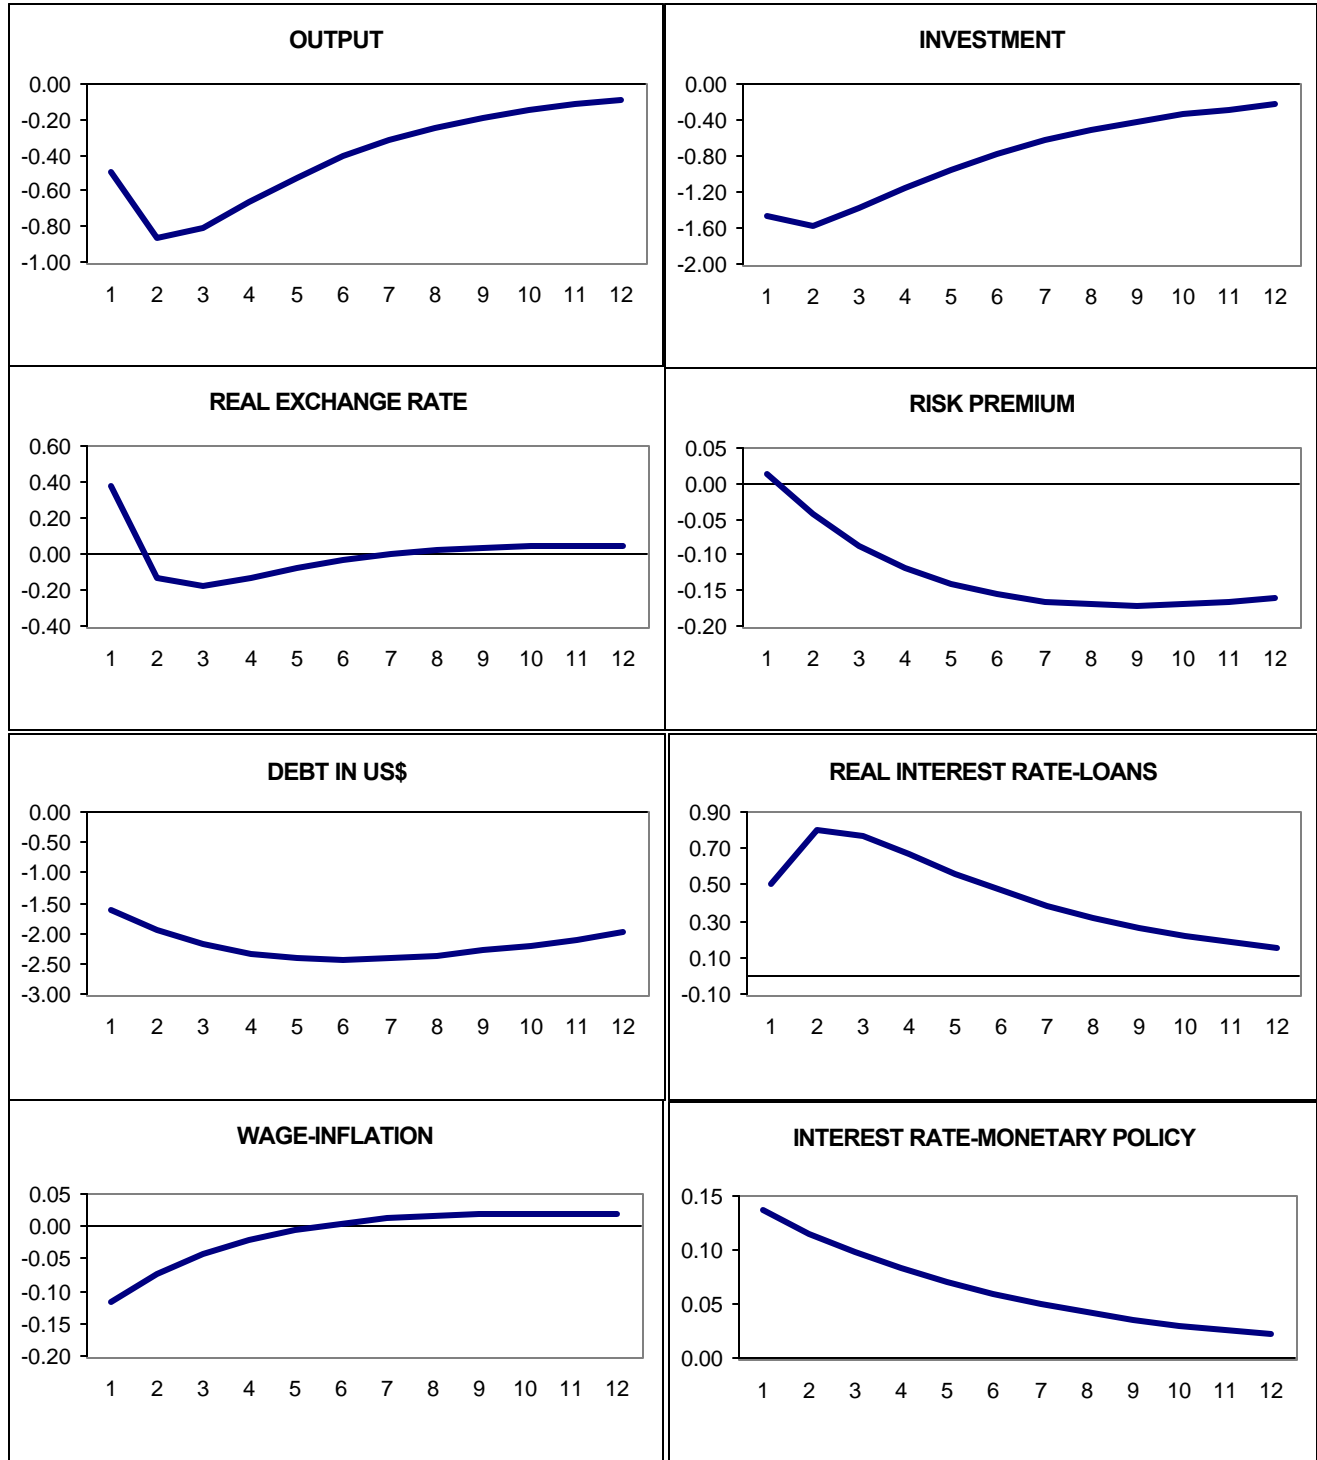 OUTPUT
0.00
-0.20
-0.40
-0.60
-0.80
-1.00
1 2 3 4 5 6 7 8 9 10 11 12
INVESTMENT
0.00
-0.40
-0.80
-1.20
-1.60
-2.00
1 2 3 4 5 6 7 8 9 10 11 12
REAL EXCHANGE RATE
0.60
0.40
0.20
0.00
-0.20
-0.40
1 2 3 4 5 6 7 8 9 10 11 12
RISK PREMIUM
0.05
0.00
-0.05
-0.10
-0.15
-0.20
1 2 3 4 5 6 7 8 9 10 11 12
DEBT IN US$
0.00
-0.50
-1.00
-1.50
-2.00
-2.50
-3.00
1 2 3 4 5 6 7 8 9 10 11 12
REAL INTEREST RATE-LOANS
0.90
0.70
0.50
0.30
0.10
-0.10
1 2 3 4 5 6 7 8 9 10 11 12
WAGE-INFLATION
0.05
0.00
-0.05
-0.10
-0.15
-0.20
1 2 3 4 5 6 7 8 9 10 11 12
INTEREST RATE-MONETARY POLICY
0.15
0.10
0.05
0.00
1 2 3 4 5 6 7 8 9 10 11 12